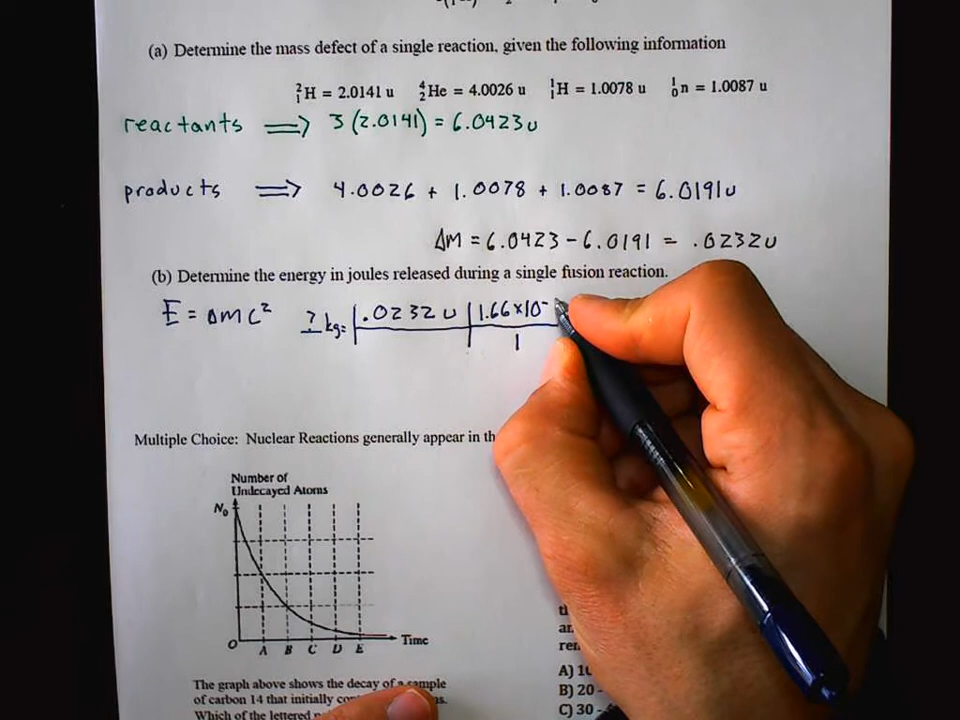 (a) Determine the mass defect of a single reaction, given the following information
²₁H = 2.0141 u ⁴₂He = 4.0026 u ¹₁H = 1.0078 u ¹₀n = 1.0087 u
reactants ⟹ 3(2.0141) = 6.0423u
products ⟹ 4.0026 + 1.0078 + 1.0087 = 6.0191u
ΔM = 6.0423 - 6.0191 = .0232u
(b) Determine the energy in joules released during a single fusion reaction.
E = ΔMC² ? kg= .0232 u 1.66×10⁻
1
Multiple Choice: Nuclear Reactions generally appear in th
Number of
Undecayed Atoms
N₀
O A B C D E Time
The graph above shows the decay of a sample
of carbon 14 that initially
Which of the lettered
A) 1
B) 20
C) 30